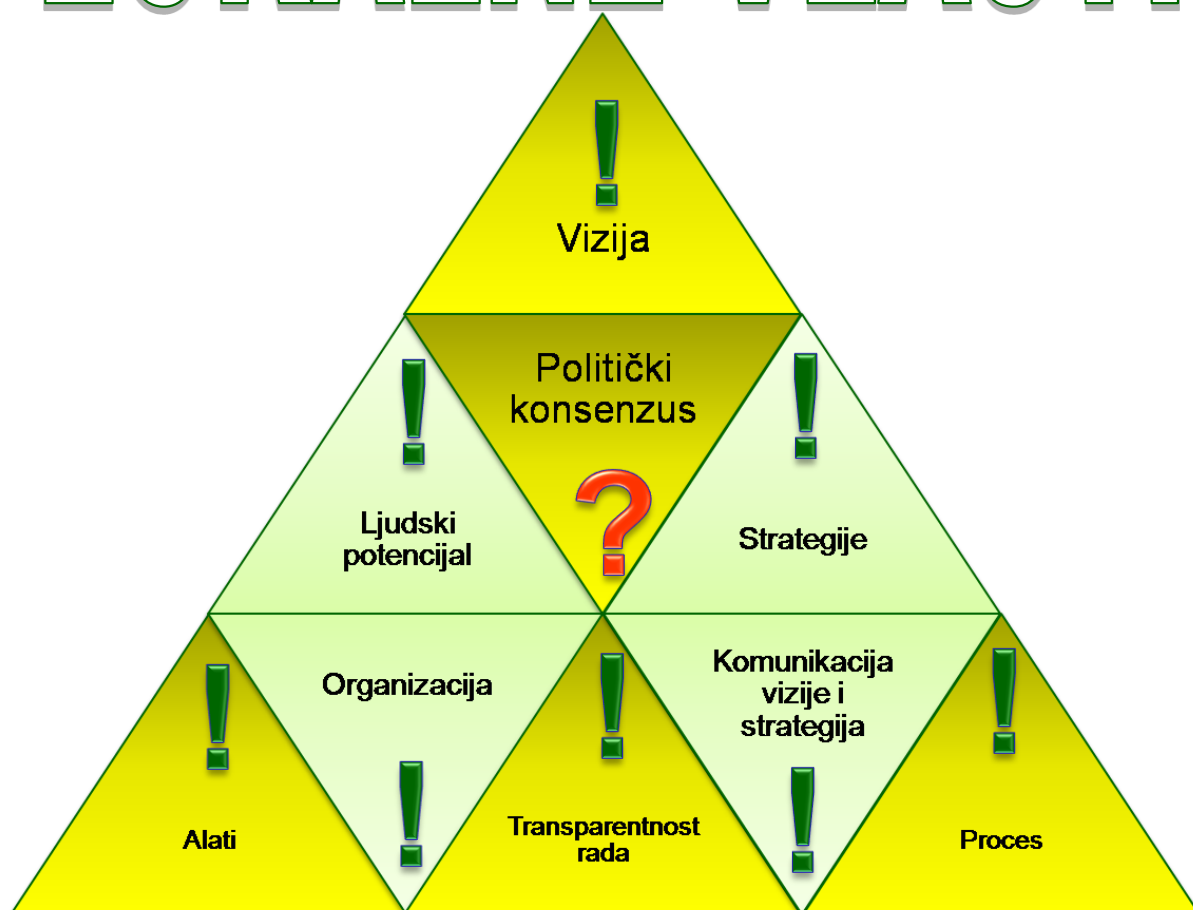 !
Vizija
Politički
konsenzus
?
!
Ljudski
potencijal
!
Strategije
!
Alati
Organizacija
!
!
Transparentnost
rada
Komunikacija
vizije i
strategija
!
!
Proces